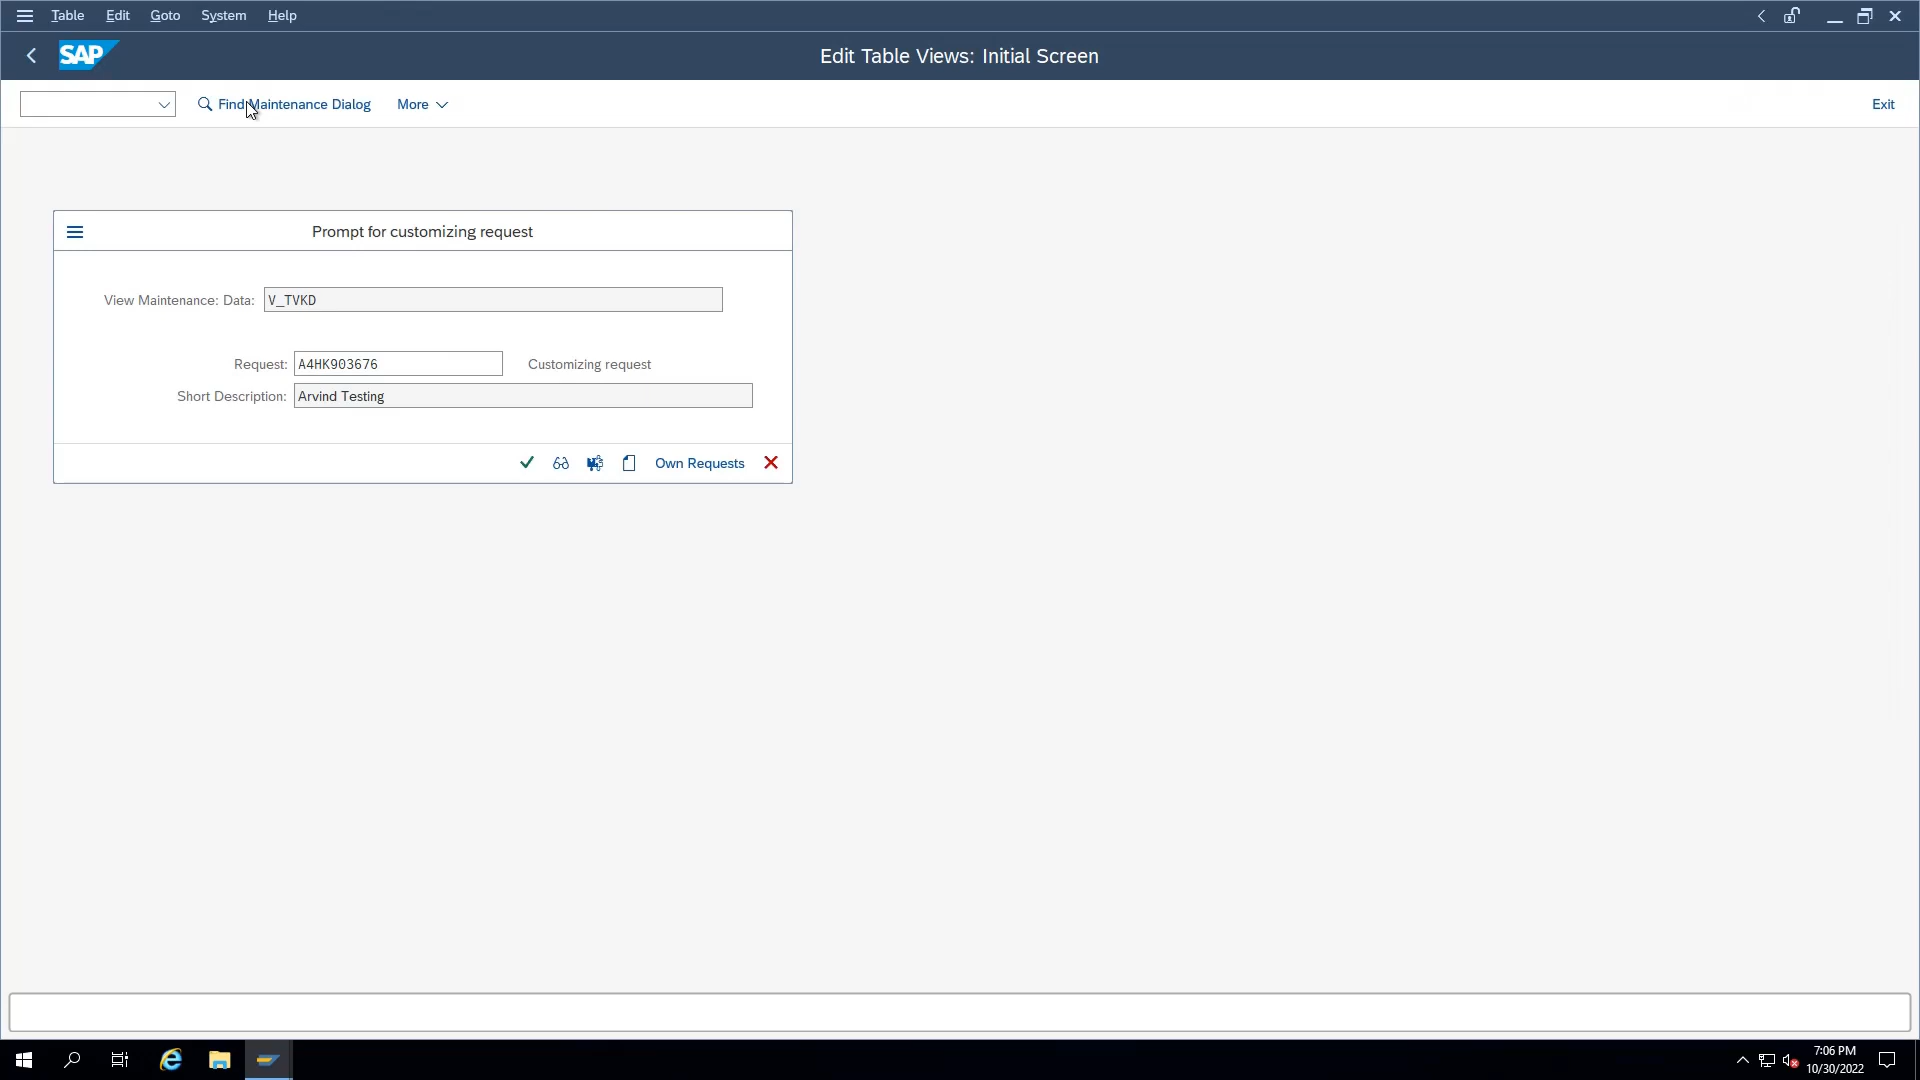 Table Edit Goto System Help
SAP Edit Table Views: Initial Screen
Find Maintenance Dialog More Exit
Prompt for customizing request
View Maintenance: Data: V_TVKD
Request: A4HK903676 Customizing request
Short Description: Arvind Testing
Own Requests
7:06 PM
10/30/2022